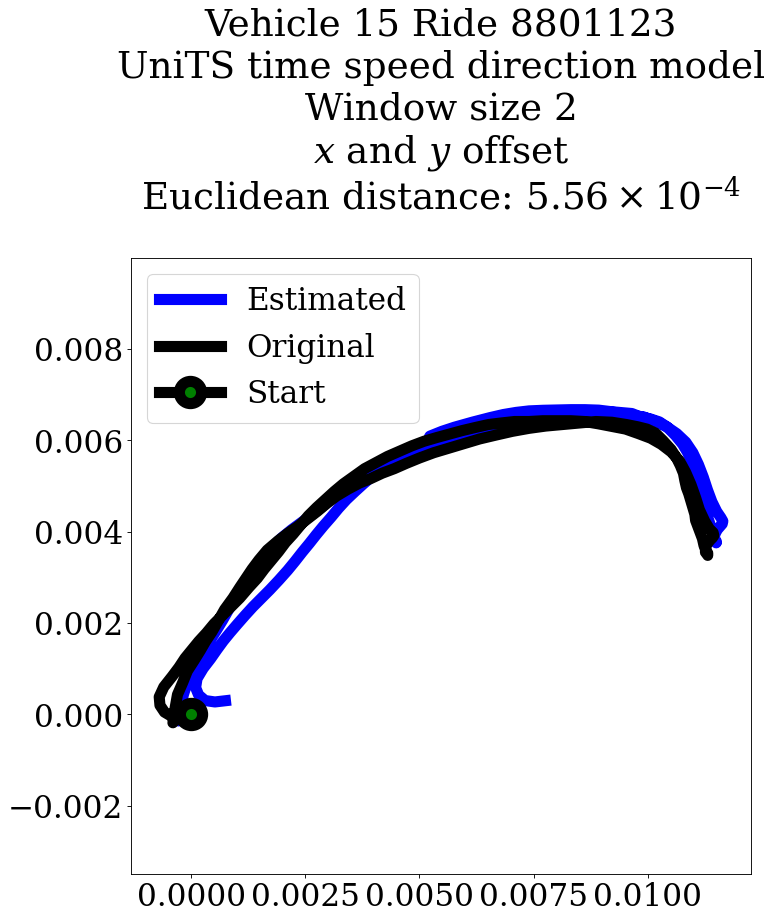 Vehicle 15 Ride 8801123
UniTS time speed direction model
Window size 2
x and y offset
Euclidean distance: 5.56 × 10⁻⁴
Estimated
Original
Start
0.008
0.006
0.004
0.002
0.000
−0.002
0.0000 0.0025 0.0050 0.0075 0.0100